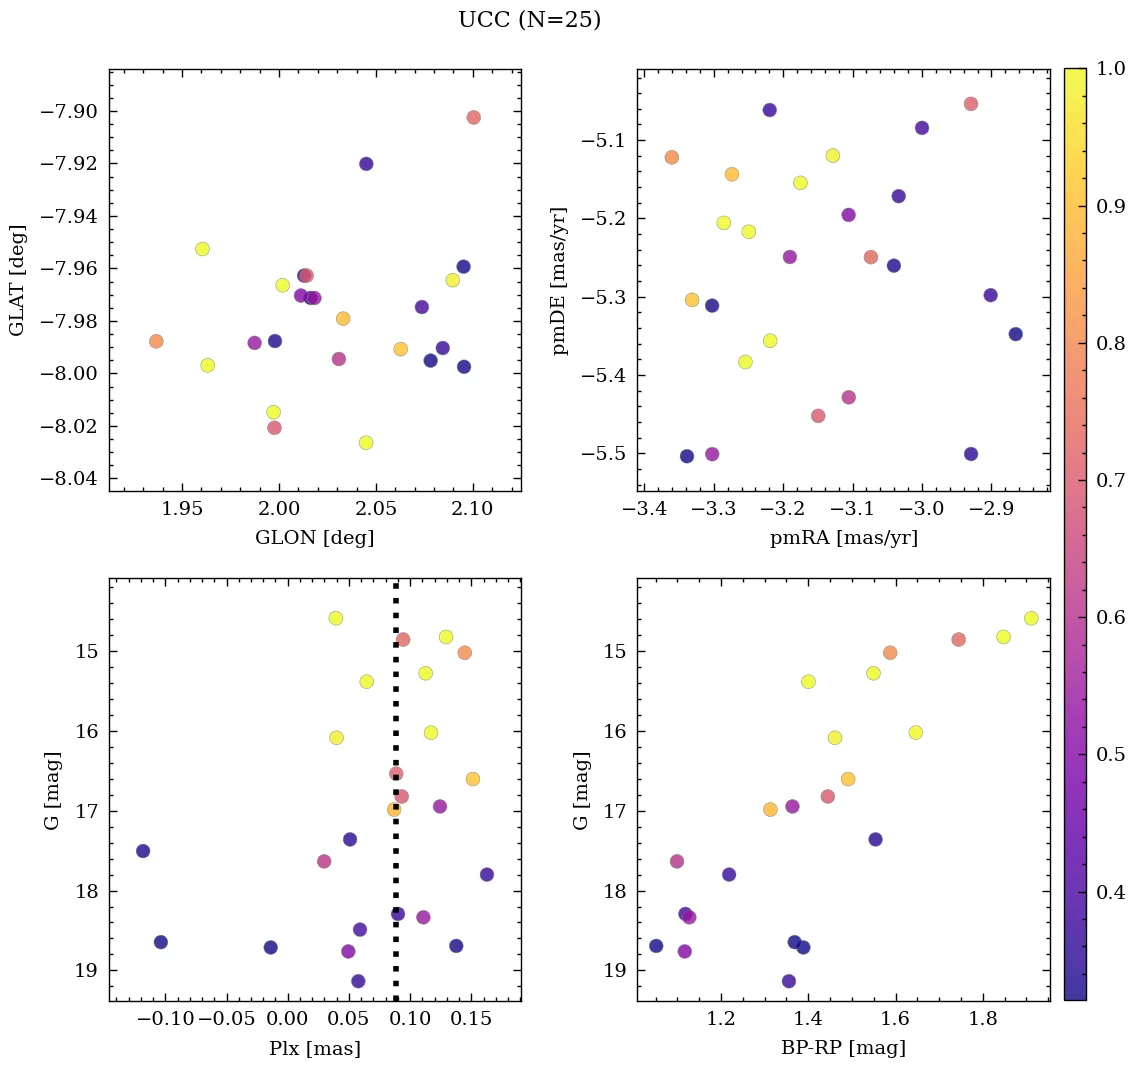 UCC (N=25)
−7.90
−7.92
−7.94
−7.96
−7.98
−8.00
−8.02
−8.04
GLAT [deg]
1.95 2.00 2.05 2.10
GLON [deg]
−5.1
−5.2
−5.3
−5.4
−5.5
pmDE [mas/yr]
−3.4 −3.3 −3.2 −3.1 −3.0 −2.9
pmRA [mas/yr]
1.0
0.9
0.8
0.7
0.6
0.5
0.4
15
16
17
18
19
G [mag]
−0.10 −0.05 0.00 0.05 0.10 0.15
Plx [mas]
15
16
17
18
19
G [mag]
1.2 1.4 1.6 1.8
BP-RP [mag]